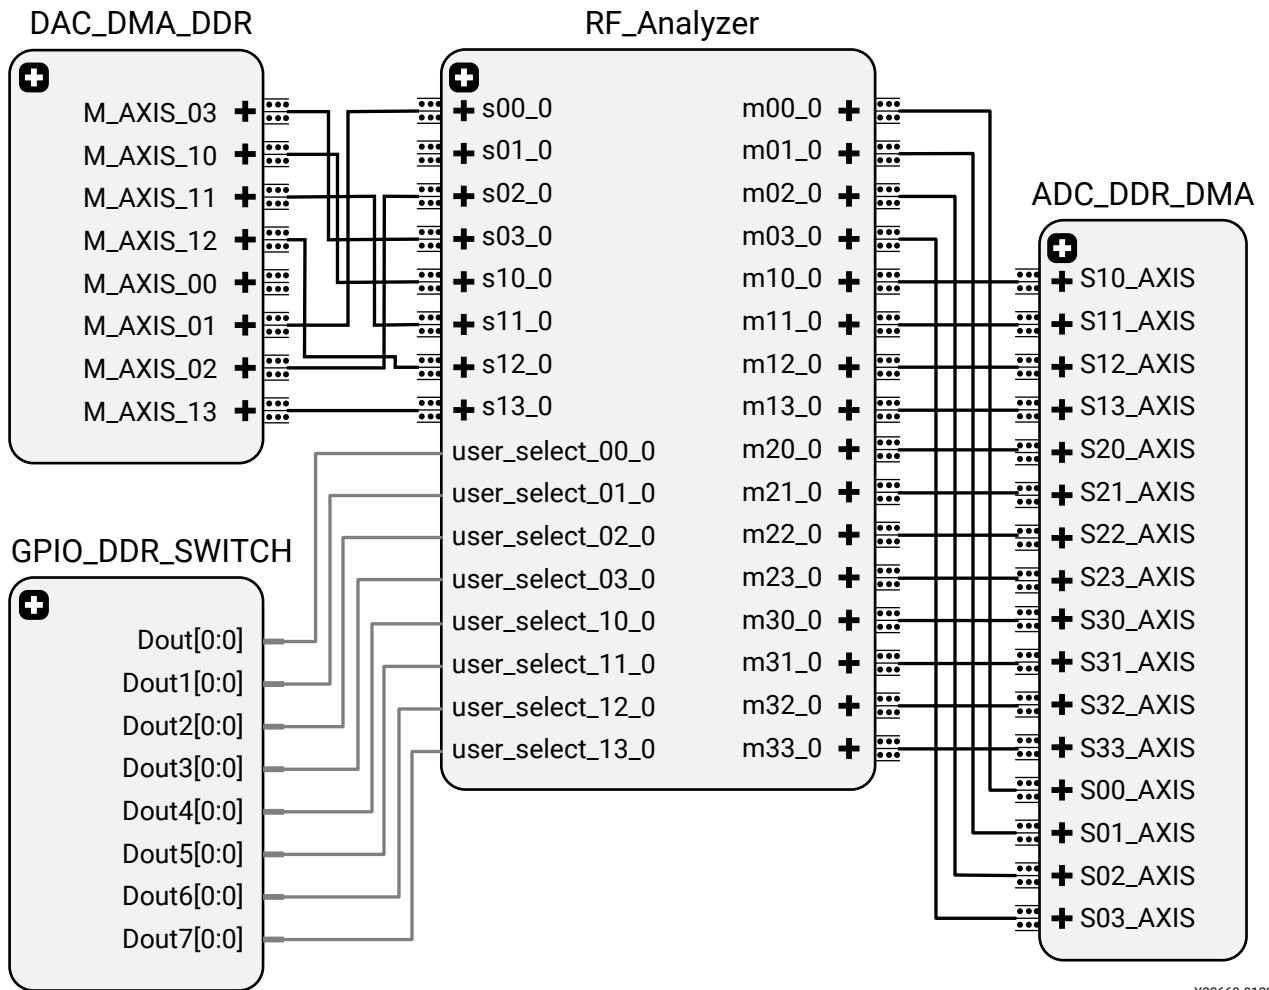 DAC_DMA_DDR
M_AXIS_03
M_AXIS_10
M_AXIS_11
M_AXIS_12
M_AXIS_00
M_AXIS_01
M_AXIS_02
M_AXIS_13
GPIO_DDR_SWITCH
Dout[0:0]
Dout1[0:0]
Dout2[0:0]
Dout3[0:0]
Dout4[0:0]
Dout5[0:0]
Dout6[0:0]
Dout7[0:0]
RF_Analyzer
s00_0 m00_0
s01_0 m01_0
s02_0 m02_0
s03_0 m03_0
s10_0 m10_0
s11_0 m11_0
s12_0 m12_0
s13_0 m13_0
user_select_00_0 m20_0
user_select_01_0 m21_0
user_select_02_0 m22_0
user_select_03_0 m23_0
user_select_10_0 m30_0
user_select_11_0 m31_0
user_select_12_0 m32_0
user_select_13_0 m33_0
ADC_DDR_DMA
S10_AXIS
S11_AXIS
S12_AXIS
S13_AXIS
S20_AXIS
S21_AXIS
S22_AXIS
S23_AXIS
S30_AXIS
S31_AXIS
S32_AXIS
S33_AXIS
S00_AXIS
S01_AXIS
S02_AXIS
S03_AXIS